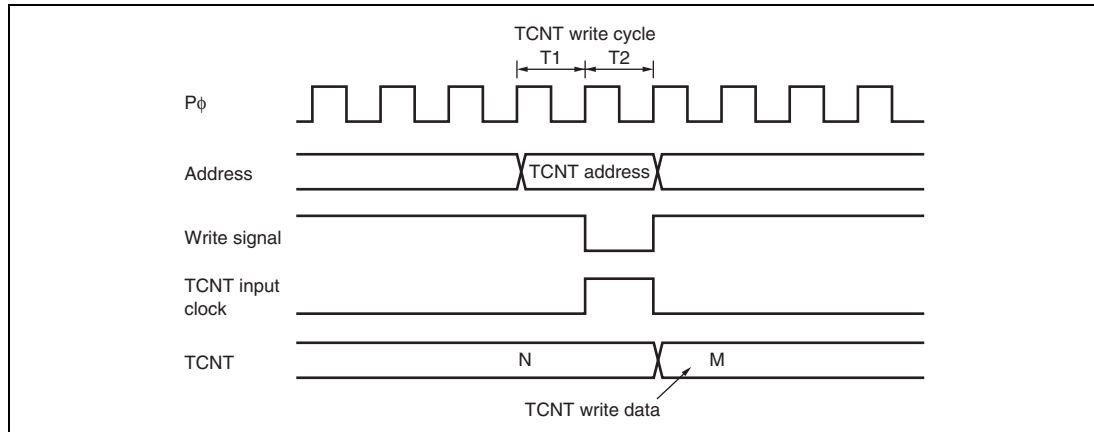 TCNT write cycle
T1 T2
Pφ
Address
TCNT address
Write signal
TCNT input
clock
TCNT
N
M
TCNT write data